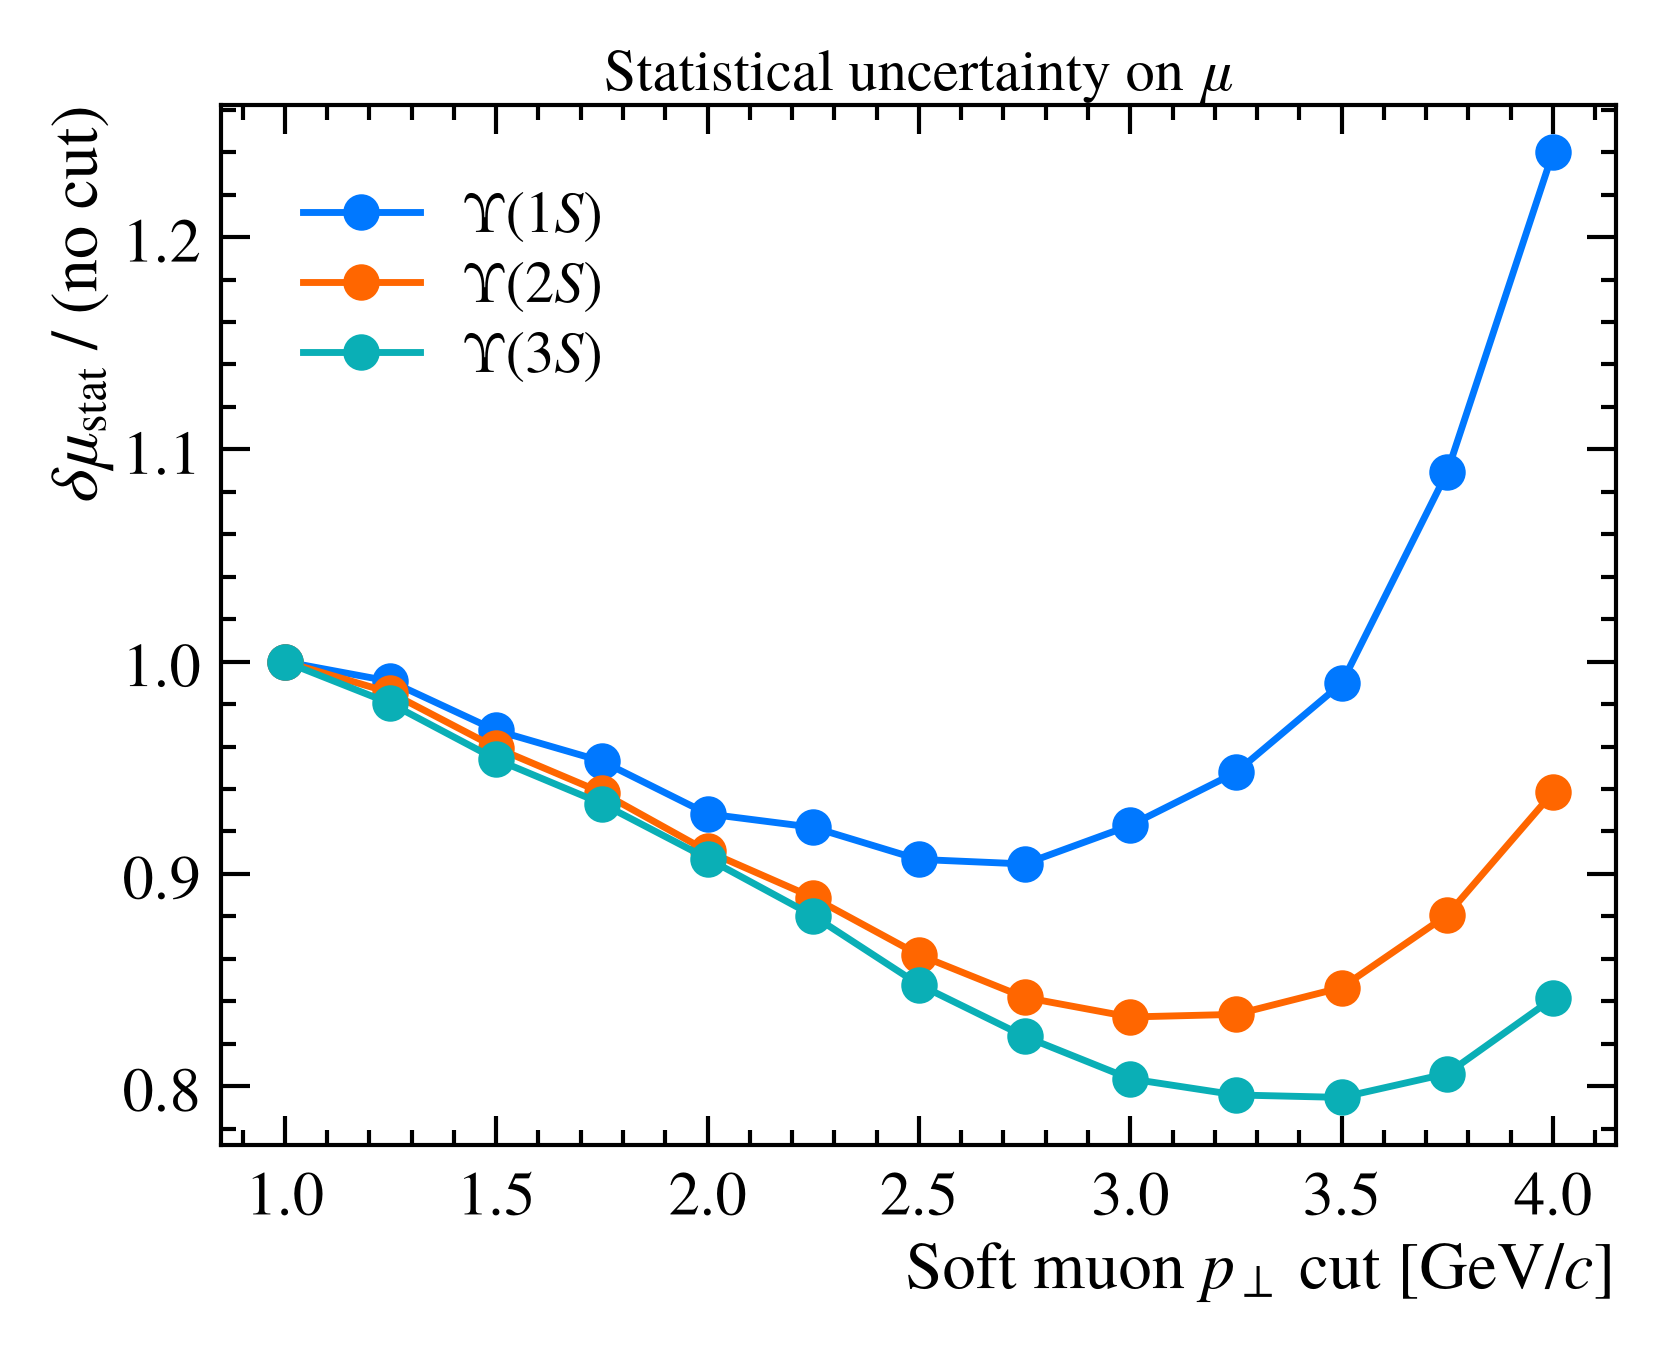 Statistical uncertainty on μ
δμstat / (no cut)
1.2
1.1
1.0
0.9
0.8
ϒ(1S)
ϒ(2S)
ϒ(3S)
1.0 1.5 2.0 2.5 3.0 3.5 4.0
Soft muon p⊥ cut [GeV/c]